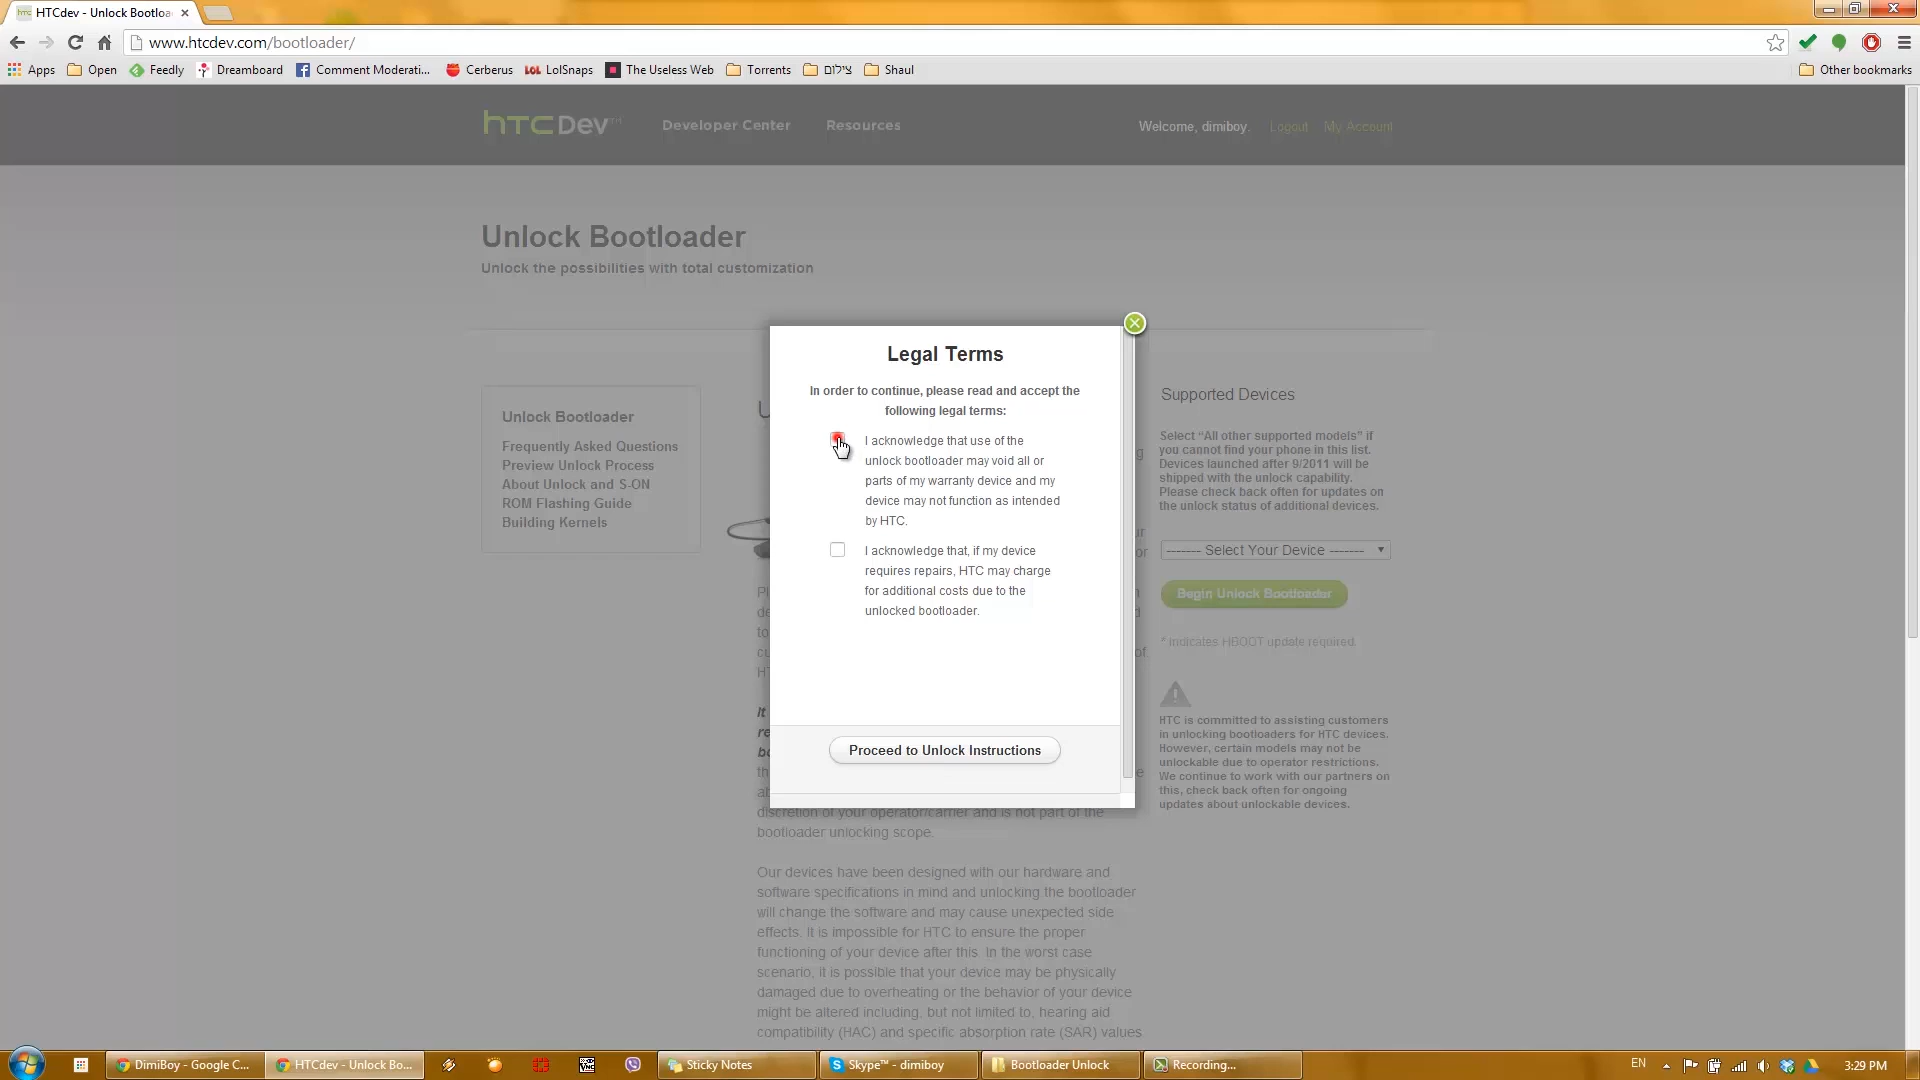 HTCdev - Unlock Bootloa
www.htcdev.com/bootloader/
Apps Open Feedly Dreamboard Comment Moderati... Cerberus LolSnaps The Useless Web Torrents צילום Shaul Other bookmarks
hTC Dev™ Developer Center Resources Welcome, dimiboy. Logout My Account
Unlock Bootloader
Unlock the possibilities with total customization
Unlock Bootloader
Frequently Asked Questions
Preview Unlock Process
About Unlock and S-ON
ROM Flashing Guide
Building Kernels
Legal Terms
In order to continue, please read and accept the
following legal terms:
I acknowledge that use of the
unlock bootloader may void all or
parts of my warranty device and my
device may not function as intended
by HTC.
I acknowledge that, if my device
requires repairs, HTC may charge
for additional costs due to the
unlocked bootloader.
Proceed to Unlock Instructions
discretion of your operator/carrier and is not part of the
bootloader unlocking scope.
Our devices have been designed with our hardware and
software specifications in mind and unlocking the bootloader
will change the software and may cause unexpected side
effects. It is impossible for HTC to ensure the proper
functioning of your device after this. In the worst case
scenario, it is possible that your device may be physically
damaged due to overheating or the behavior of your device
might be altered including, but not limited to, hearing aid
compatibility (HAC) and specific absorption rate (SAR) values
Supported Devices
Select “All other supported models” if
you cannot find your phone in this list.
Devices launched after 9/2011 will be
shipped with the unlock capability.
Please check back often for updates on
the unlock status of additional devices.
------- Select Your Device -------
Begin Unlock Bootloader
* Indicates HBOOT update required.
HTC is committed to assisting customers
in unlocking bootloaders for HTC devices.
However, certain models may not be
unlockable due to operator restrictions.
We continue to work with our partners on
this, check back often for ongoing
updates about unlockable devices.
DimiBoy - Google C... HTCdev - Unlock Bo... Sticky Notes Skype™ - dimiboy Bootloader Unlock Recording... EN 3:29 PM